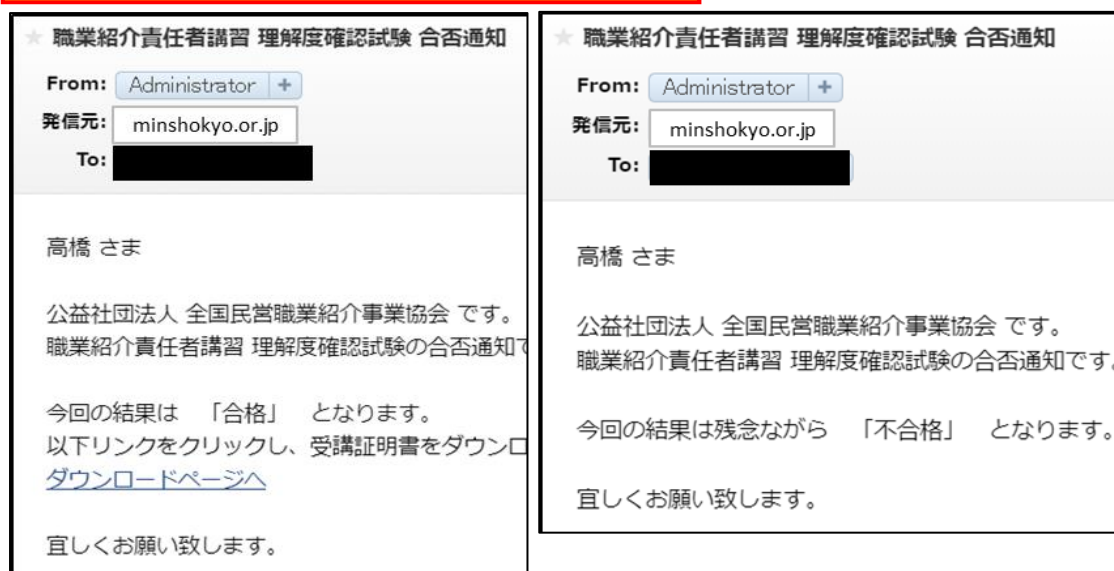 職業紹介責任者講習 理解度確認試験 合否通知
From: Administrator +
発信元: minshokyo.or.jp
To:
高橋 さま
公益社団法人 全国民営職業紹介事業協会 です。
職業紹介責任者講習 理解度確認試験の合否通知で
今回の結果は 「合格」 となります。
以下リンクをクリックし、受講証明書をダウンロ
ダウンロードページへ
宜しくお願い致します。
職業紹介責任者講習 理解度確認試験 合否通知
From: Administrator +
発信元: minshokyo.or.jp
To:
高橋 さま
公益社団法人 全国民営職業紹介事業協会 です。
職業紹介責任者講習 理解度確認試験の合否通知です。
今回の結果は残念ながら 「不合格」 となります。
宜しくお願い致します。